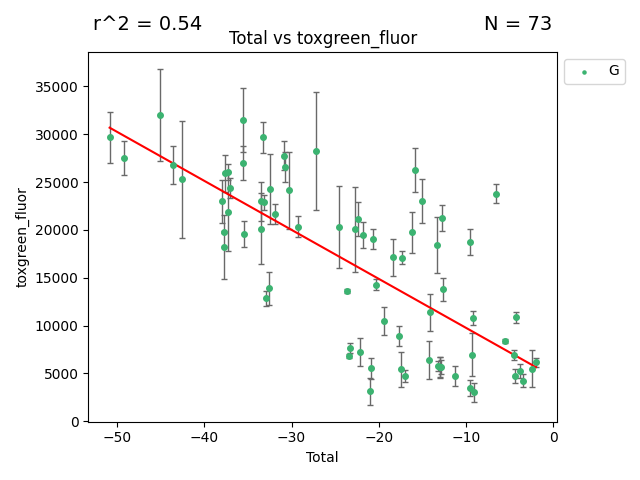 r^2 = 0.54
N = 73
Total vs toxgreen_fluor
G
35000
30000
25000
20000
15000
10000
5000
0
toxgreen_fluor
−50
−40
−30
−20
−10
0
Total